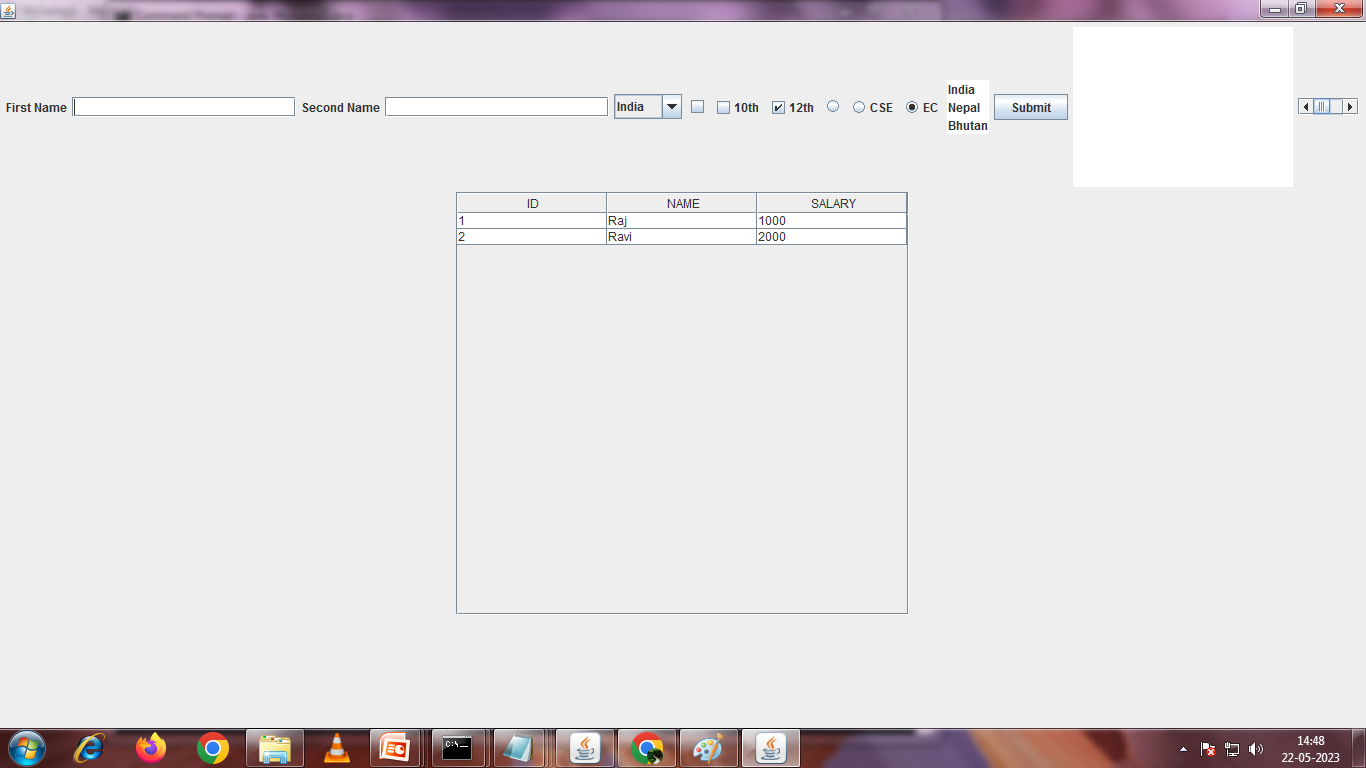 First Name Second Name India 10th 12th CSE EC India Submit
Nepal
Bhutan
ID NAME SALARY
1 Raj 1000
2 Ravi 2000
C:\_
14:48
22-05-2023